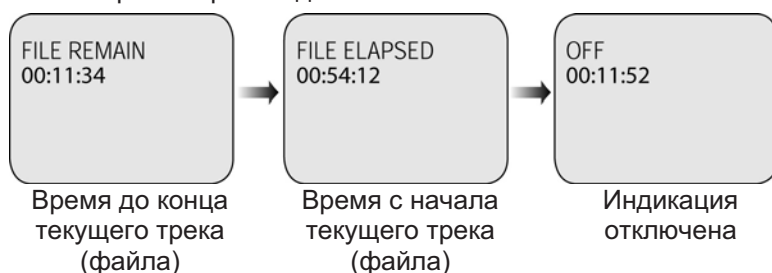 FILE REMAIN
00:11:34
FILE ELAPSED
00:54:12
OFF
00:11:52
Время до конца
текущего трека
(файла)
Время с начала
текущего трека
(файла)
Индикация
отключена